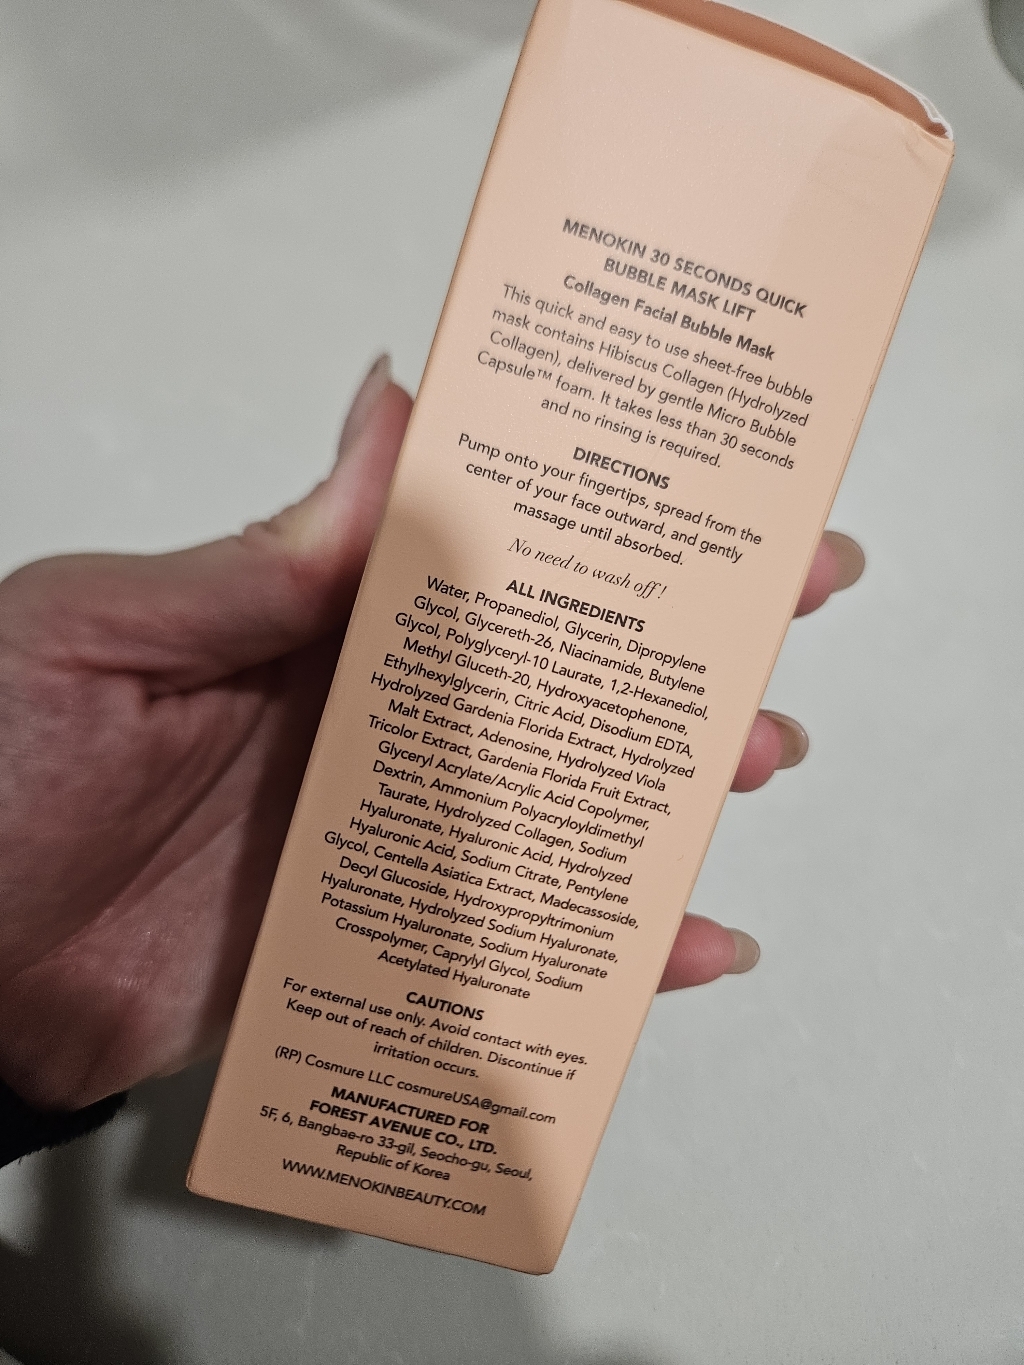 MENOKIN 30 SECONDS QUICK
BUBBLE MASK LIFT
Collagen Facial Bubble Mask
This quick and easy to use sheet-free bubble
mask contains Hibiscus Collagen (Hydrolyzed
Collagen), delivered by gentle Micro Bubble
Capsule™ foam. It takes less than 30 seconds
and no rinsing is required.
DIRECTIONS
Pump onto your fingertips, spread from the
center of your face outward, and gently
massage until absorbed.
No need to wash off!
ALL INGREDIENTS
Water, Propanediol, Glycerin, Dipropylene
Glycol, Glycereth-26, Niacinamide, Butylene
Glycol, Polyglyceryl-10 Laurate, 1,2-Hexanediol,
Methyl Gluceth-20, Hydroxyacetophenone,
Ethylhexylglycerin, Citric Acid, Disodium EDTA,
Hydrolyzed Gardenia Florida Extract, Hydrolyzed
Malt Extract, Adenosine, Hydrolyzed Viola
Tricolor Extract, Gardenia Florida Fruit Extract,
Glyceryl Acrylate/Acrylic Acid Copolymer,
Dextrin, Ammonium Polyacryloyldimethyl
Taurate, Hydrolyzed Collagen, Sodium
Hyaluronate, Hyaluronic Acid, Hydrolyzed
Hyaluronic Acid, Sodium Citrate, Pentylene
Glycol, Centella Asiatica Extract, Madecassoside,
Decyl Glucoside, Hydroxypropyltrimonium
Hyaluronate, Hydrolyzed Sodium Hyaluronate,
Potassium Hyaluronate, Sodium Hyaluronate
Crosspolymer, Caprylyl Glycol, Sodium
Acetylated Hyaluronate
CAUTIONS
For external use only. Avoid contact with eyes.
Keep out of reach of children. Discontinue if
irritation occurs.
(RP) Cosmure LLC cosmureUSA@gmail.com
MANUFACTURED FOR
FOREST AVENUE CO., LTD.
5F, 6, Bangbae-ro 33-gil, Seocho-gu, Seoul,
Republic of Korea
WWW.MENOKINBEAUTY.COM